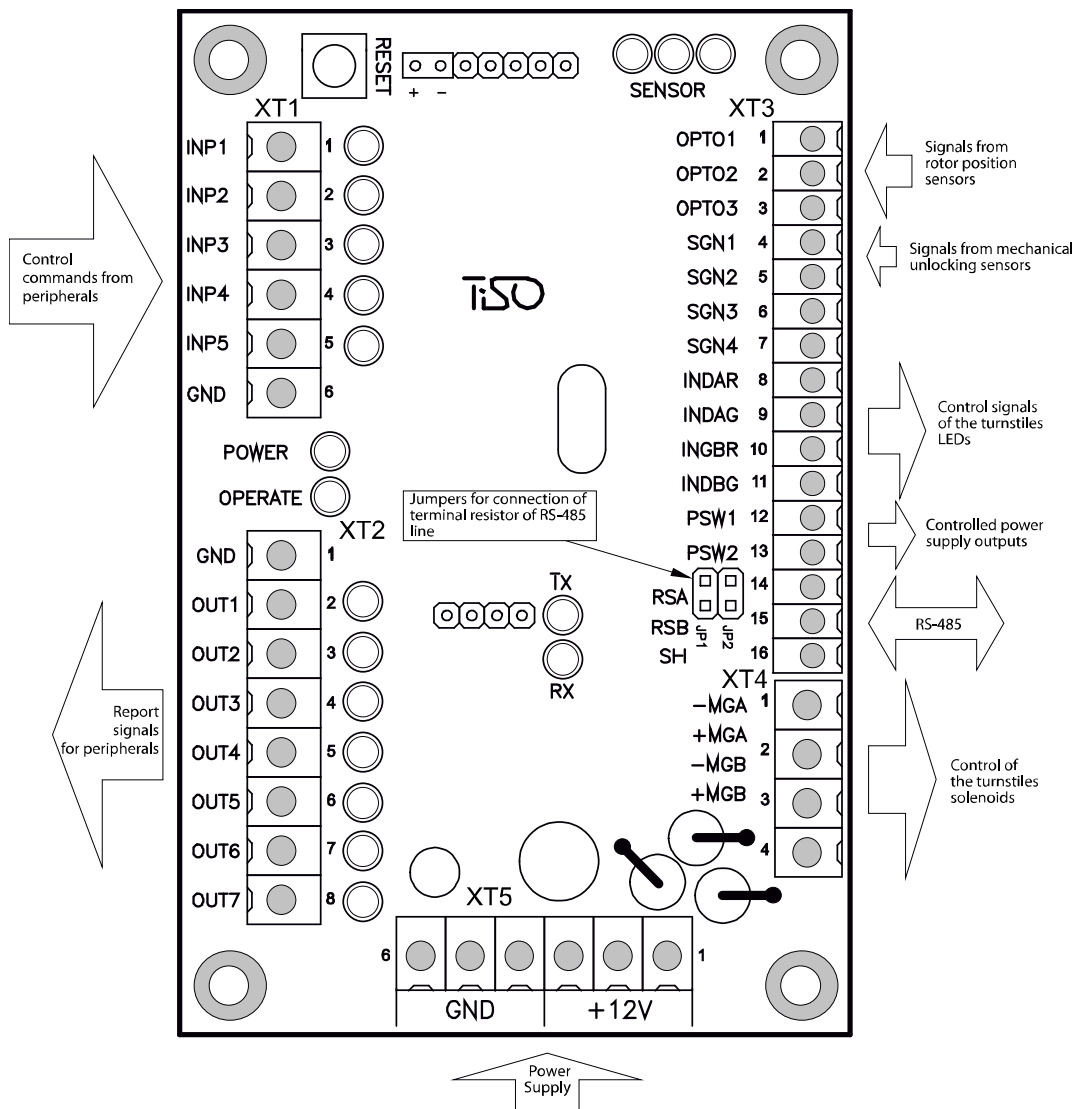 RESET
+ -
SENSOR
XT1
XT3
INP1 1
INP2 2
INP3 3
INP4 4
INP5 5
GND 6
Control
commands from
peripherals
TiSO
OPTO1 1
OPTO2 2
OPTO3 3
SGN1 4
SGN2 5
SGN3 6
SGN4 7
INDAR 8
INDAG 9
INGBR 10
INDBG 11
PSW1 12
PSW2 13
RSA 14
RSB 15
SH 16
JP1
JP2
Signals from
rotor position
sensors
Signals from mechanical
unlocking sensors
Control signals
of the turnstiles
LEDs
Controlled power
supply outputs
RS-485
POWER
OPERATE
Jumpers for connection of
terminal resistor of RS-485
line
XT2
GND 1
OUT1 2
OUT2 3
OUT3 4
OUT4 5
OUT5 6
OUT6 7
OUT7 8
Report
signals
for peripherals
TX
RX
XT4
-MGA 1
+MGA
2
-MGB
+MGB 3
4
Control of
the turnstiles
solenoids
XT5
6 1
GND +12V
Power
Supply